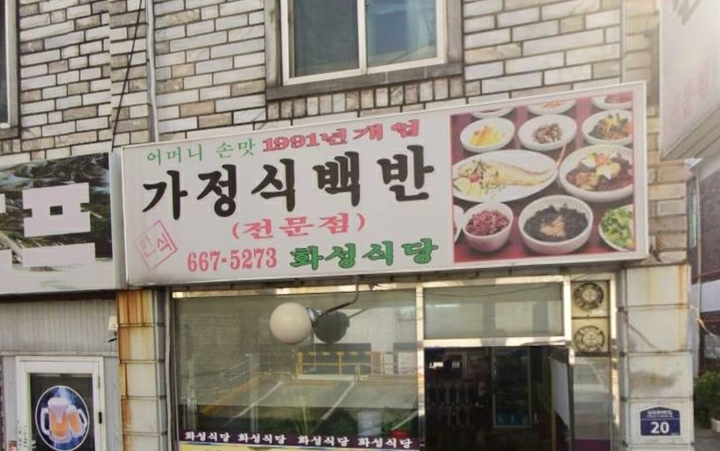 어머니 손맛 1991년개업
가정식백반
(전문점)
한식
667-5273 화성식당
프
화성식당 화성식당 화성식당 화성식당
20